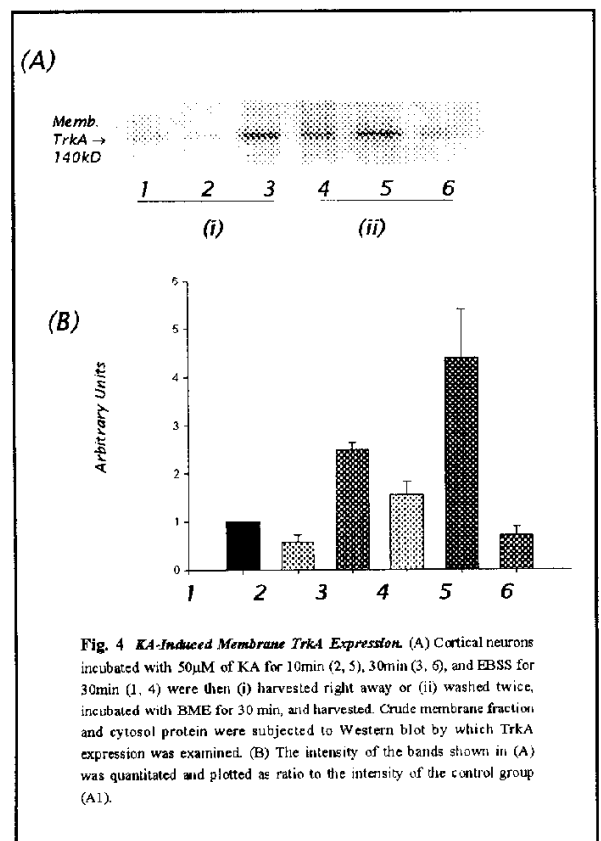 (A)
Memb.
TrkA →
140kD
1 2 3 4 5 6
(i) (ii)
(B)
Arbitrary Units
6
5
4
3
2
1
0
1 2 3 4 5 6
Fig. 4 KA-Induced Membrane TrkA Expression. (A) Cortical neurons
incubated with 50μM of KA for 10min (2, 5), 30min (3, 6), and EBSS for
30min (1, 4) were then (i) harvested right away or (ii) washed twice,
incubated with BME for 30 min, and harvested. Crude membrane fraction
and cytosol protein were subjected to Western blot by which TrkA
expression was examined. (B) The intensity of the bands shown in (A)
was quantitated and plotted as ratio to the intensity of the control group
(A1).